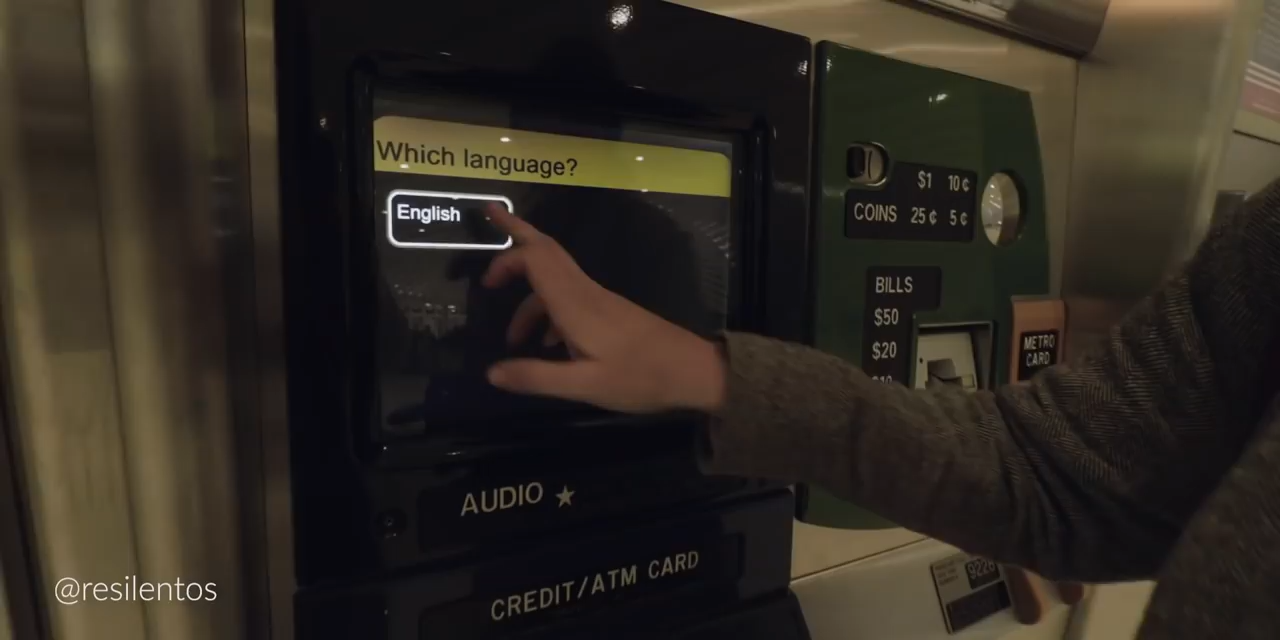 Which language?
English
$1 10¢
COINS 25¢ 5¢
BILLS
$50
$20
METRO
CARD
AUDIO ★
CREDIT/ATM CARD
@resilentos